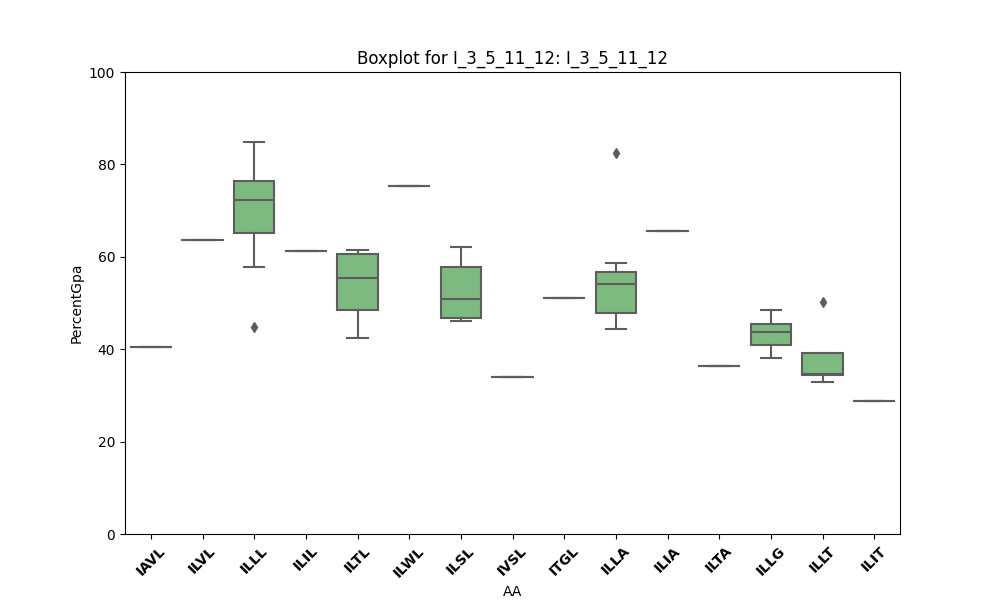 Boxplot for I_3_5_11_12: I_3_5_11_12
100
80
60
40
20
0
PercentGpa
IAVL
ILVL
ILLL
ILIL
ILTL
ILWL
ILSL
IVSL
ITGL
ILLA
ILIA
ILTA
ILLG
ILLT
ILIT
AA